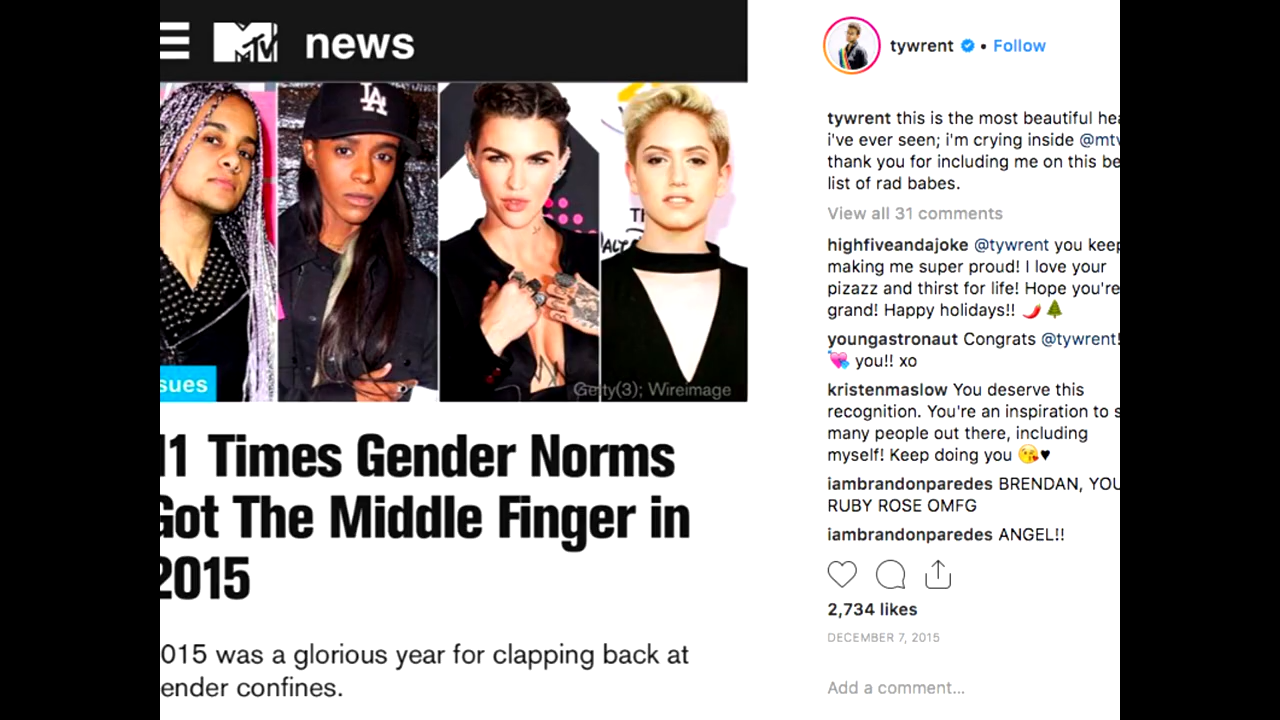 MTV news
LA
sues
Getty(3); Wireimage
11 Times Gender Norms
Got The Middle Finger in
2015
015 was a glorious year for clapping back at
ender confines.
tywrent • Follow
tywrent this is the most beautiful hea
i've ever seen; i'm crying inside @mtv
thank you for including me on this be
list of rad babes.
View all 31 comments
highfiveandajoke @tywrent you keep
making me super proud! I love your
pizazz and thirst for life! Hope you're
grand! Happy holidays!! 🌶️ 🌲
youngastronaut Congrats @tywrent!
💘 you!! xo
kristenmaslow You deserve this
recognition. You're an inspiration to s
many people out there, including
myself! Keep doing you 😘♥
iambrandonparedes BRENDAN, YOU
RUBY ROSE OMFG
iambrandonparedes ANGEL!!
2,734 likes
DECEMBER 7, 2015
Add a comment...